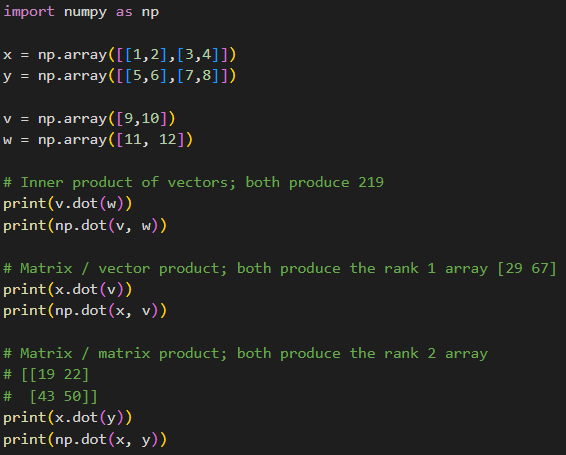 import numpy as np
x = np.array([[1,2],[3,4]])
y = np.array([[5,6],[7,8]])
v = np.array([9,10])
w = np.array([11, 12])
# Inner product of vectors; both produce 219
print(v.dot(w))
print(np.dot(v, w))
# Matrix / vector product; both produce the rank 1 array [29 67]
print(x.dot(v))
print(np.dot(x, v))
# Matrix / matrix product; both produce the rank 2 array
# [[19 22]
#  [43 50]]
print(x.dot(y))
print(np.dot(x, y))